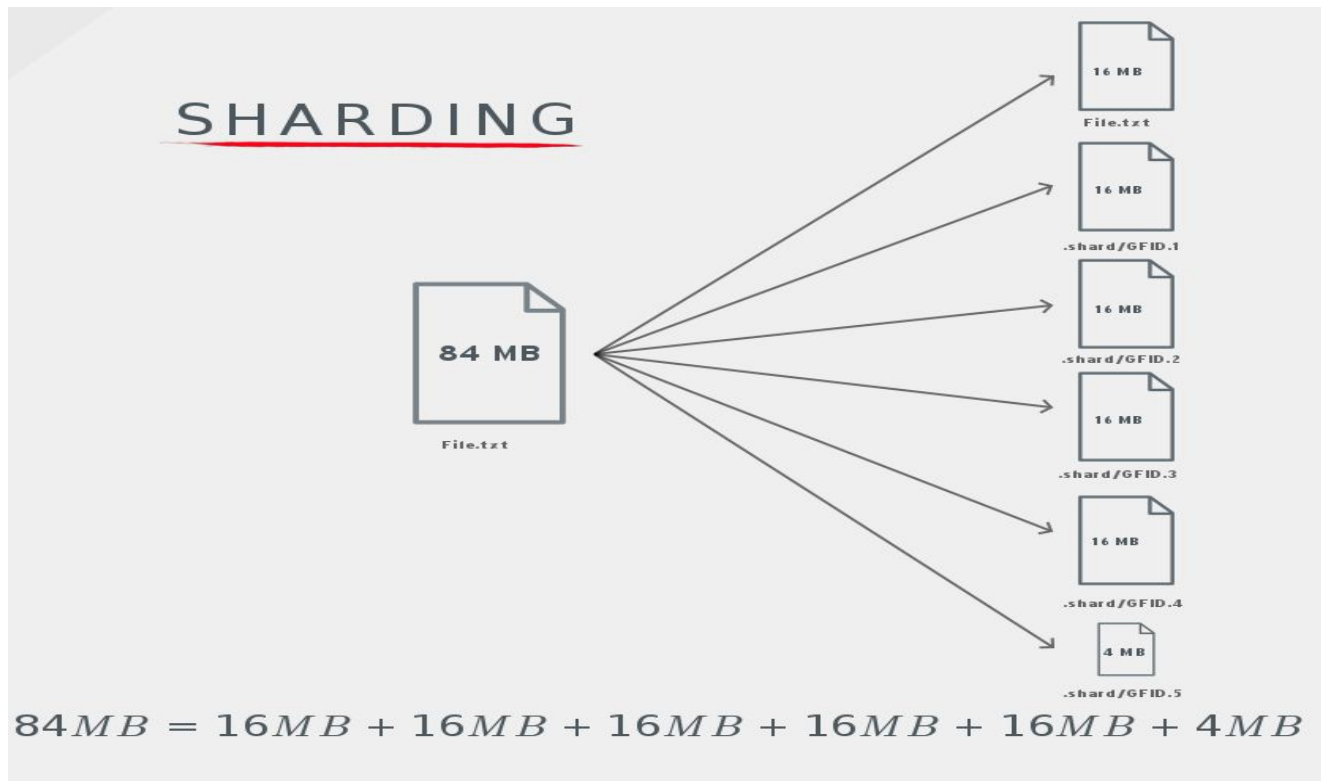 SHARDING
84 MB
File.txt
16 MB
File.txt
16 MB
.shard/GFID.1
16 MB
.shard/GFID.2
16 MB
.shard/GFID.3
16 MB
.shard/GFID.4
4 MB
.shard/GFID.5
84MB = 16MB + 16MB + 16MB + 16MB + 16MB + 4MB